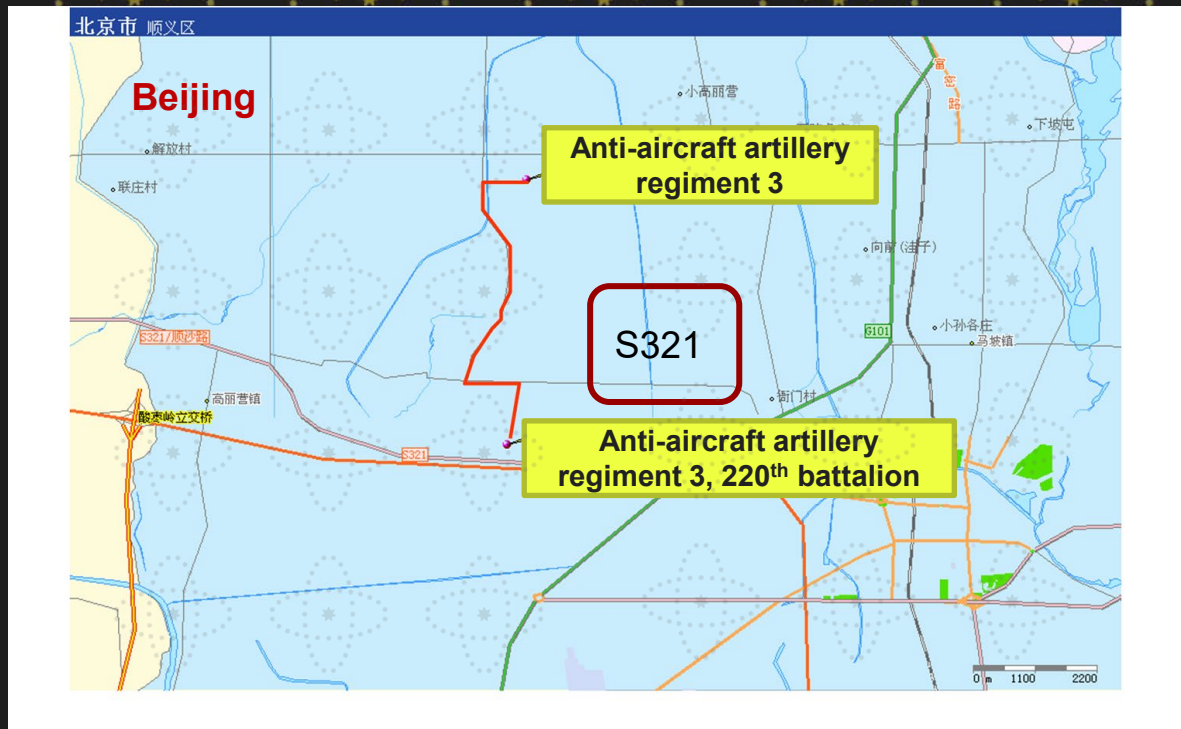 北京市 顺义区
Beijing
小高丽营
下坡屯
解放村
联庄村
Anti-aircraft artillery
regiment 3
向前(洼子)
S321/顺沙路
S321
G101
小孙各庄
马坡镇
高丽营镇
衙门村
酸枣岭立交桥
S321
Anti-aircraft artillery
regiment 3, 220th battalion
0 m 1100 2200